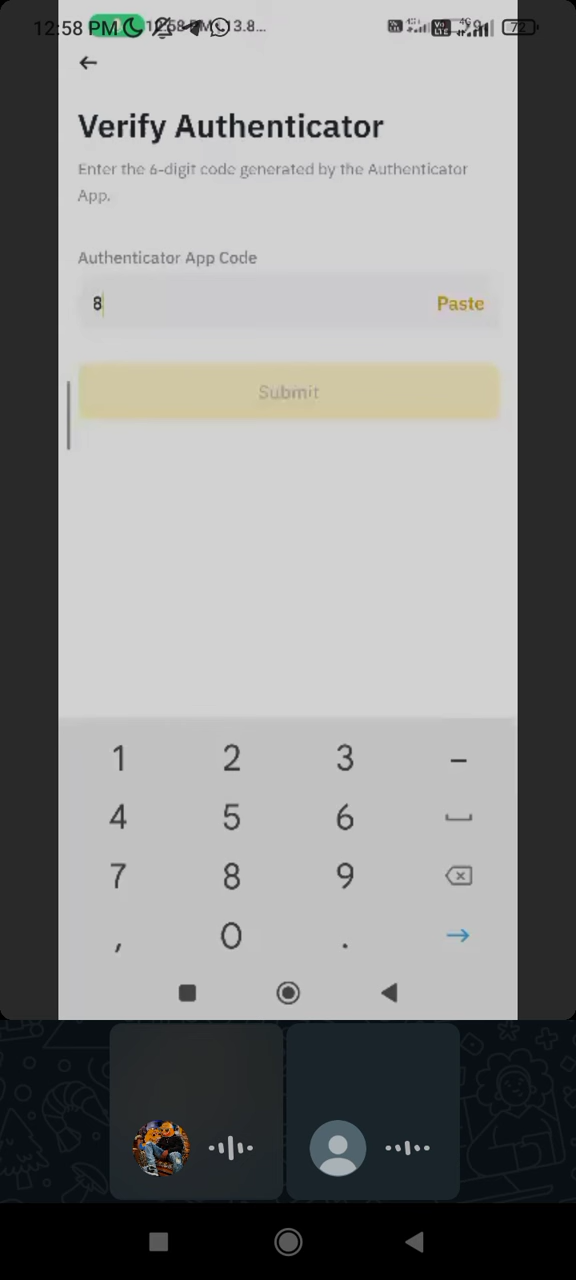 12:58 PM
72
Verify Authenticator
Enter the 6-digit code generated by the Authenticator
App.
Authenticator App Code
8
Paste
Submit
1 2 3 –
4 5 6
7 8 9
, 0 .